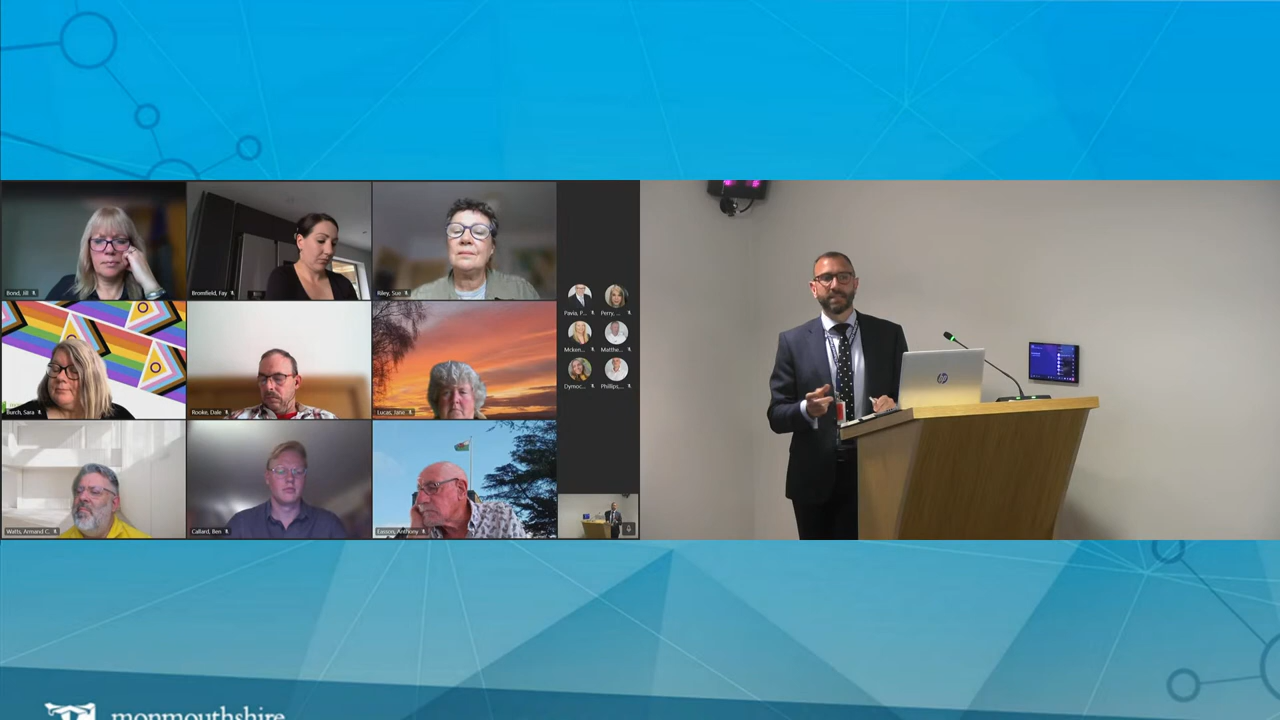 Bond, Jill
Bromfield, Fay
Riley, Sue
Pavia, P...
Perry, ...
Mcken...
Matthe...
Burch, Sara
Rooke, Dale
Lucas, Jane
Dymoc...
Phillips,...
Watts, Armand C.
Callard, Ben
Easson, Anthony
hp
monmouthshire